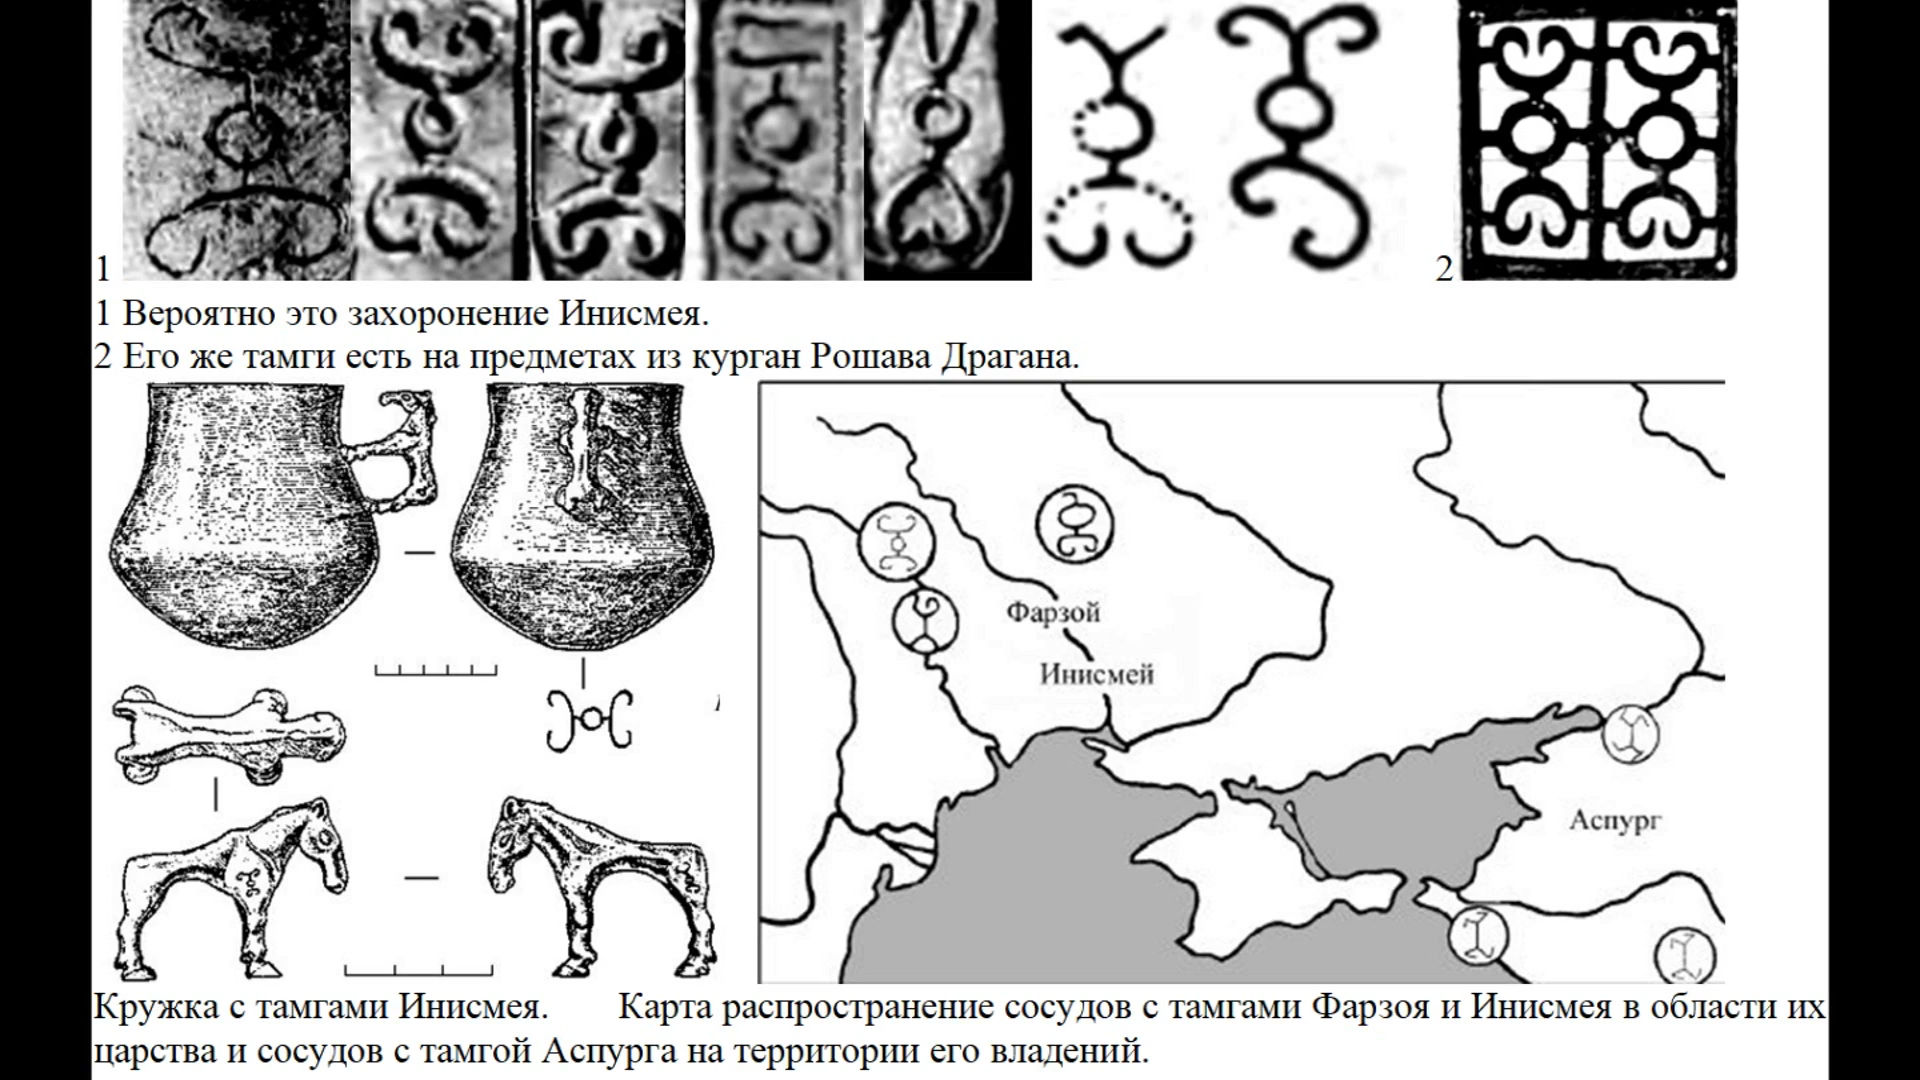 1
2
1 Вероятно это захоронение Инисмея.
2 Его же тамги есть на предметах из курган Рошава Драгана.
Фарзой
Инисмей
Аспург
Кружка с тамгами Инисмея. Карта распространение сосудов с тамгами Фарзоя и Инисмея в области их
царства и сосудов с тамгой Аспурга на территории его владений.